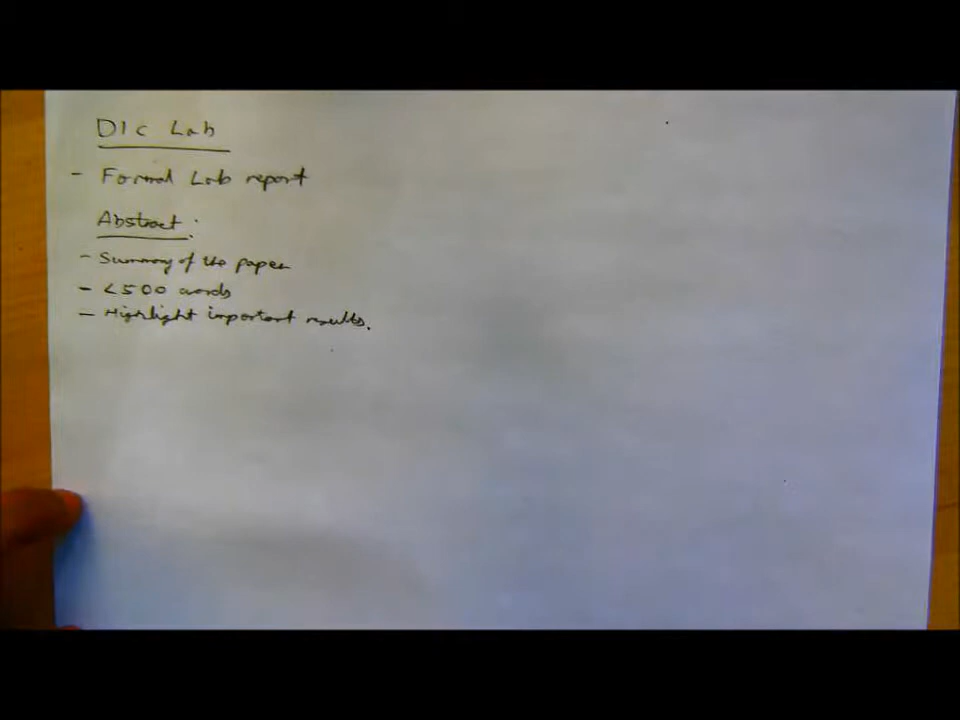 DIC Lab
- Formal Lab report
Abstract :
- Summary of the paper
- <500 words
- Highlight important results.